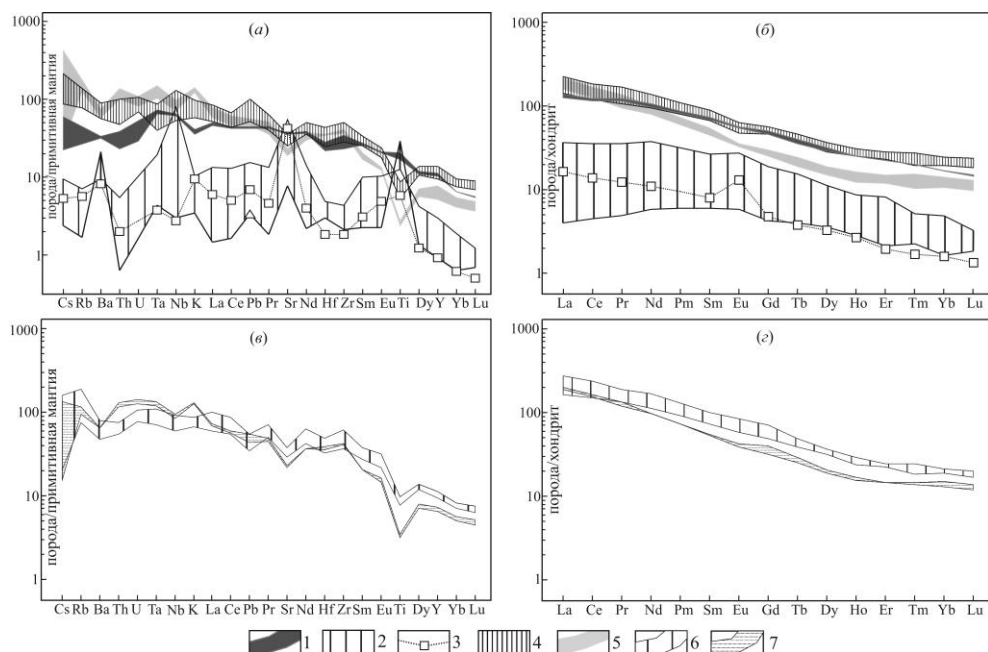 (а)
(б)
1000
100
10
1
порода/примитивная мантия
Cs Rb Ba Th U Ta Nb K La Ce Pb Pr Sr Nd Hf Zr Sm Eu Ti Dy Y Yb Lu
1000
100
10
1
порода/хондрит
La Ce Pr Nd Pm Sm Eu Gd Tb Dy Ho Er Tm Yb Lu
(в)
(г)
1000
100
10
1
порода/примитивная мантия
Cs Rb Ba Th U Ta Nb K La Ce Pb Pr Sr Nd Hf Zr Sm Eu Ti Dy Y Yb Lu
1000
100
10
1
порода/хондрит
La Ce Pr Nd Pm Sm Eu Gd Tb Dy Ho Er Tm Yb Lu
1 2 3 4 5 6 7